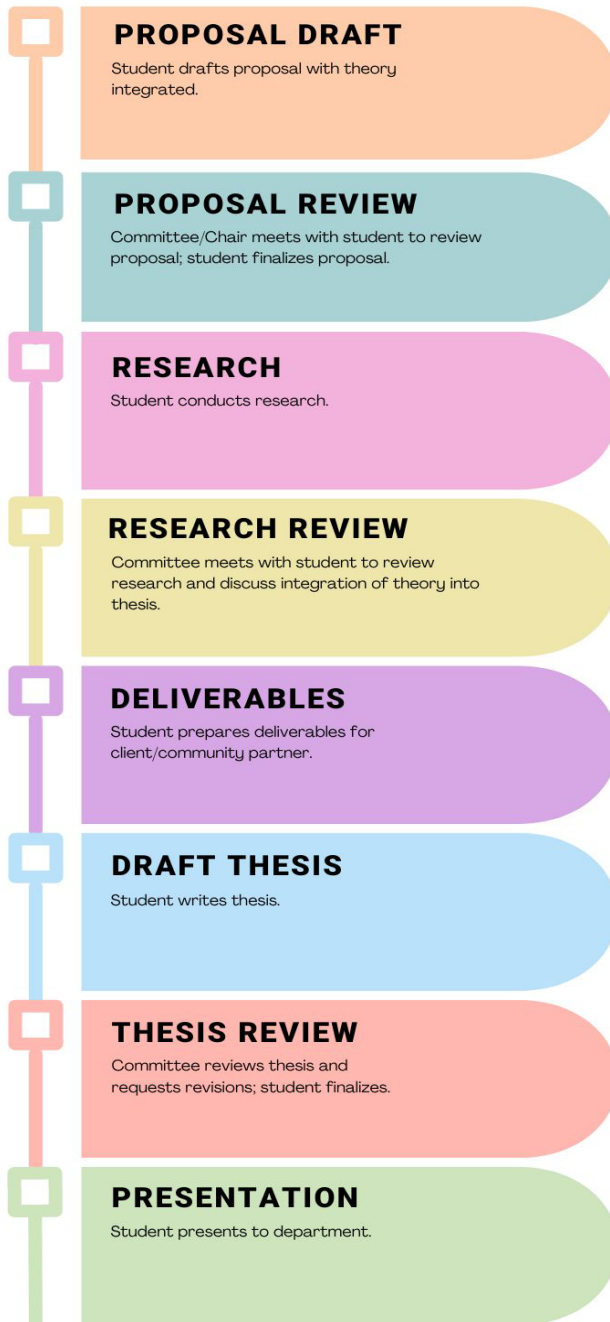 PROPOSAL DRAFT
Student drafts proposal with theory
integrated.
PROPOSAL REVIEW
Committee/Chair meets with student to review
proposal; student finalizes proposal.
RESEARCH
Student conducts research.
RESEARCH REVIEW
Committee meets with student to review
research and discuss integration of theory into
thesis.
DELIVERABLES
Student prepares deliverables for
client/community partner.
DRAFT THESIS
Student writes thesis.
THESIS REVIEW
Committee reviews thesis and
requests revisions; student finalizes.
PRESENTATION
Student presents to department.